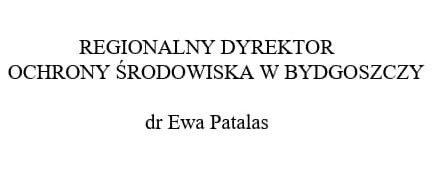 REGIONALNY DYREKTOR
OCHRONY ŚRODOWISKA W BYDGOSZCZY
dr Ewa Patalas